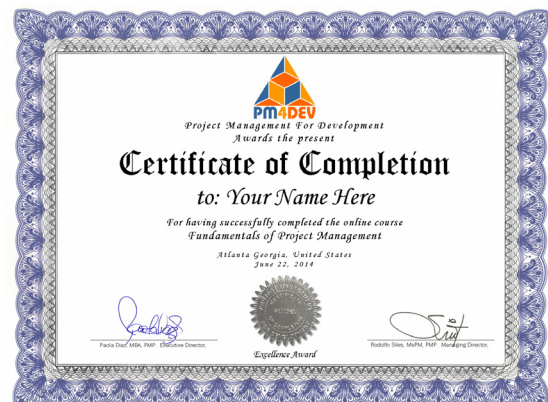 PM4DEV
Project Management For Development
Awards the present
Certificate of Completion
to: Your Name Here
For having successfully completed the online course
Fundamentals of Project Management
Atlanta Georgia, United States
June 22, 2014
Paola Diaz, MBA, PMP Executive Director,
Rodolfo Siles, MsPM, PMP Managing Director,
Excellence Award